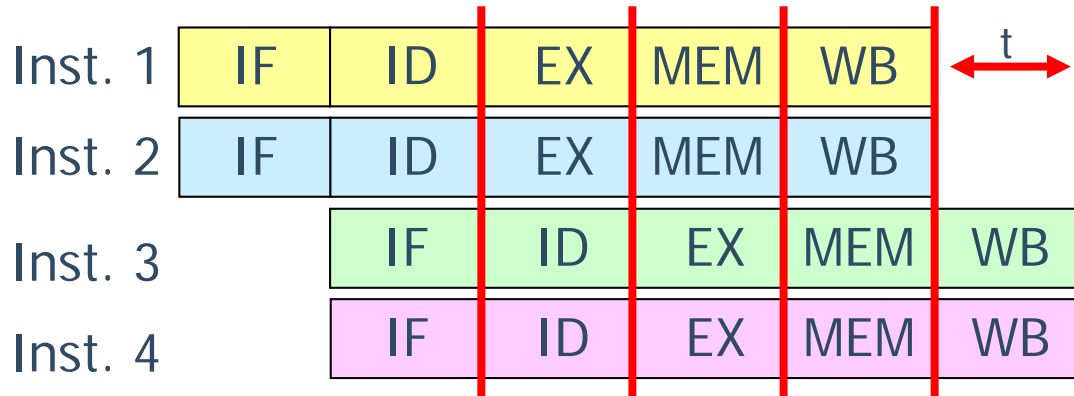 Inst. 1 IF ID EX MEM WB t
Inst. 2 IF ID EX MEM WB
Inst. 3 IF ID EX MEM WB
Inst. 4 IF ID EX MEM WB